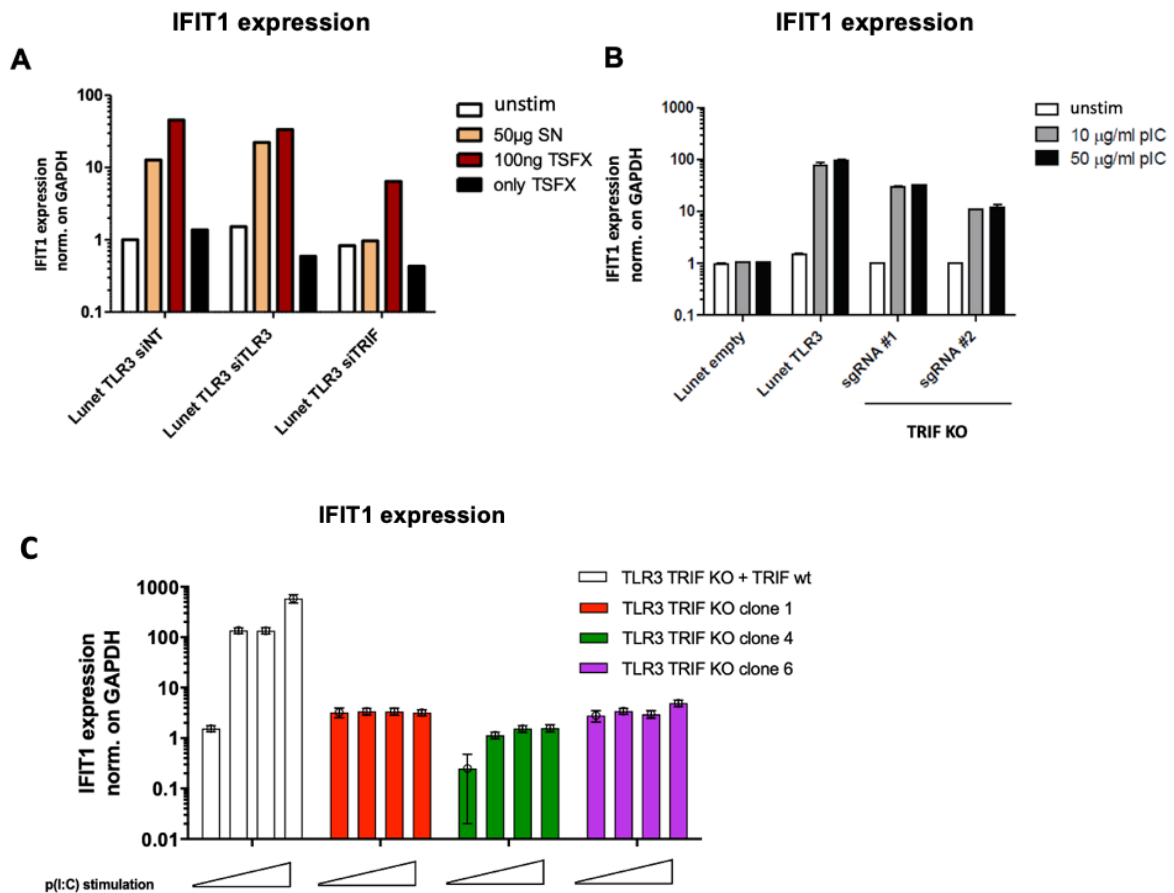 IFIT1 expression
A
IFIT1 expression
norm. on GAPDH
100
10
1
0.1
unstim
50µg SN
100ng TSFX
only TSFX
Lunet TLR3 siNT
Lunet TLR3 siTLR3
Lunet TLR3 siTRIF
IFIT1 expression
B
IFIT1 expression
norm. on GAPDH
1000
100
10
1
0.1
unstim
10 µg/ml pIC
50 µg/ml pIC
Lunet empty
Lunet TLR3
sgRNA #1
sgRNA #2
TRIF KO
IFIT1 expression
C
IFIT1 expression
norm. on GAPDH
1000
100
10
1
0.1
0.01
TLR3 TRIF KO + TRIF wt
TLR3 TRIF KO clone 1
TLR3 TRIF KO clone 4
TLR3 TRIF KO clone 6
p(I:C) stimulation